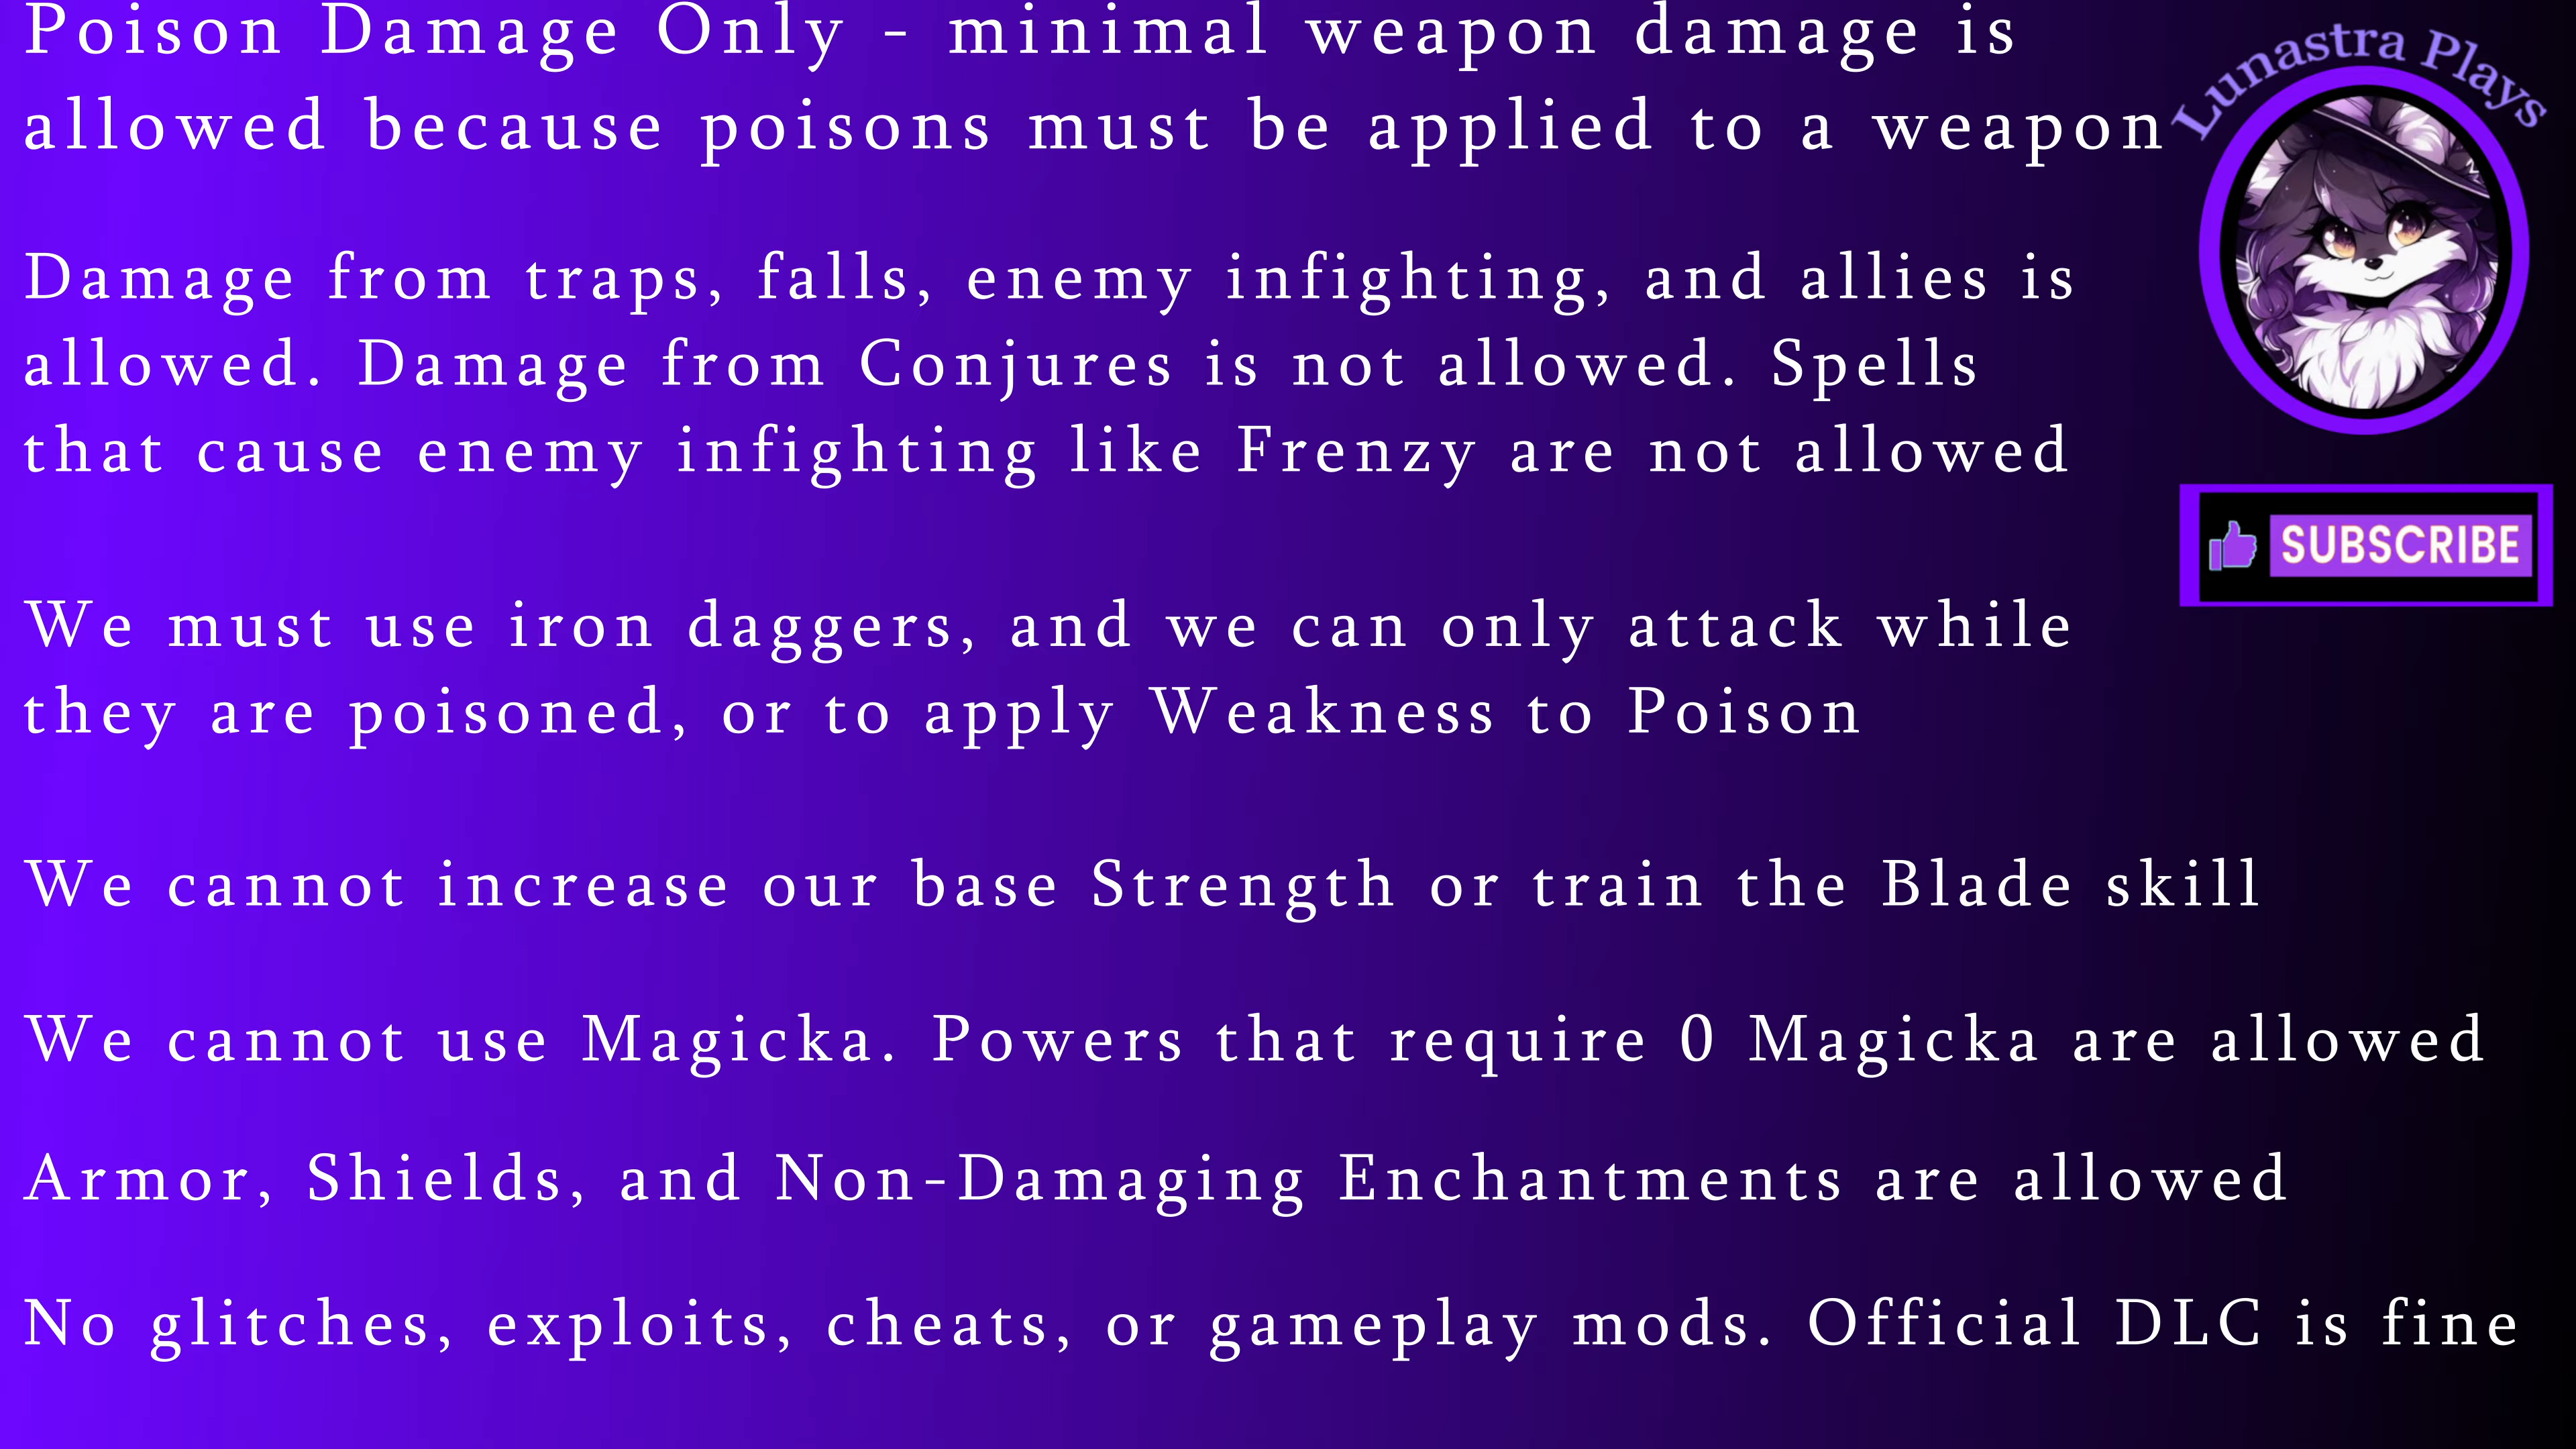 Poison Damage Only - minimal weapon damage is
allowed because poisons must be applied to a weapon
Lunastra Plays
Damage from traps, falls, enemy infighting, and allies is
allowed. Damage from Conjures is not allowed. Spells
that cause enemy infighting like Frenzy are not allowed
SUBSCRIBE
We must use iron daggers, and we can only attack while
they are poisoned, or to apply Weakness to Poison
We cannot increase our base Strength or train the Blade skill
We cannot use Magicka. Powers that require 0 Magicka are allowed
Armor, Shields, and Non-Damaging Enchantments are allowed
No glitches, exploits, cheats, or gameplay mods. Official DLC is fine